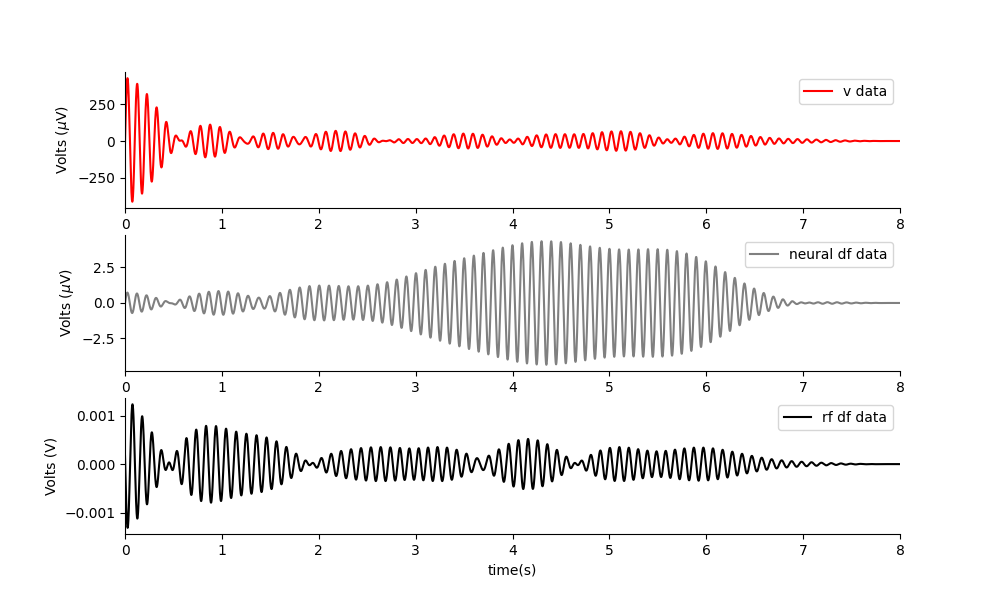 v data
Volts (μV)
250
0
−250
0 1 2 3 4 5 6 7 8
neural df data
Volts (μV)
2.5
0.0
−2.5
0 1 2 3 4 5 6 7 8
rf df data
Volts (V)
0.001
0.000
−0.001
0 1 2 3 4 5 6 7 8
time(s)